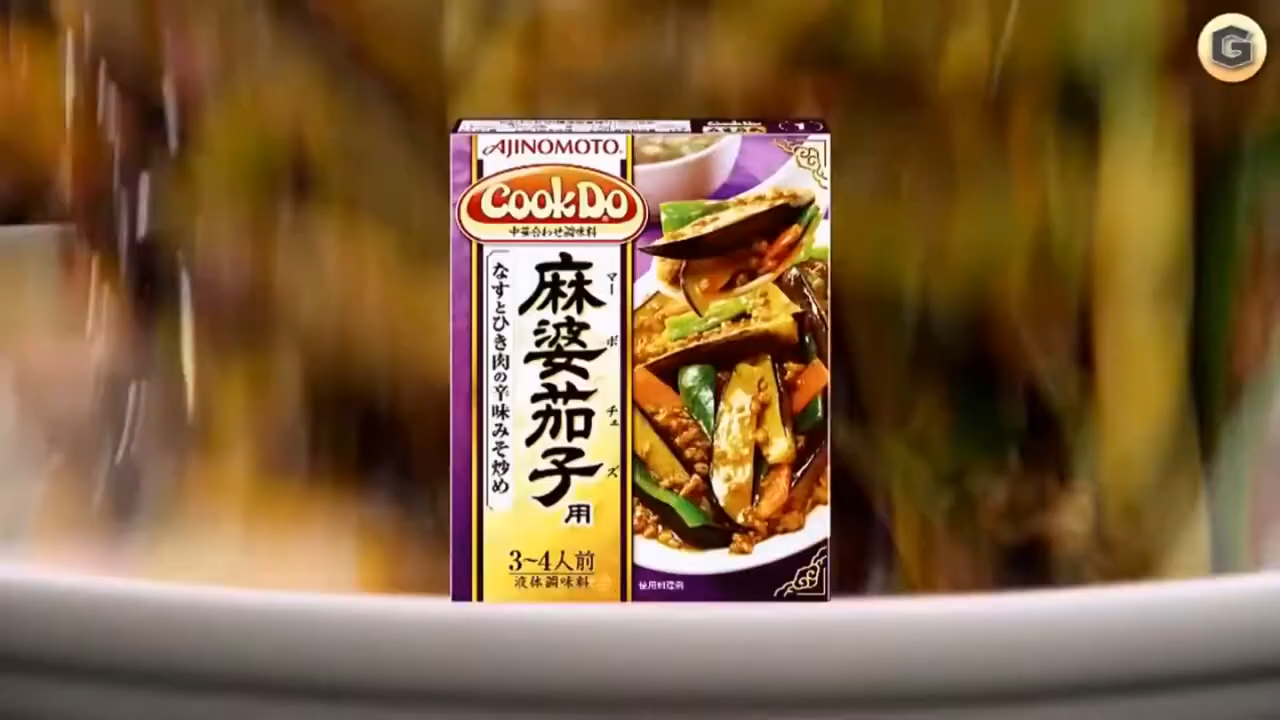 AJINOMOTO
CookDo
中華合わせ調味料
なすとひき肉の辛味みそ炒め
麻婆茄子用
マーボチェズ
3~4人前
液体調味料
使用料理例
G